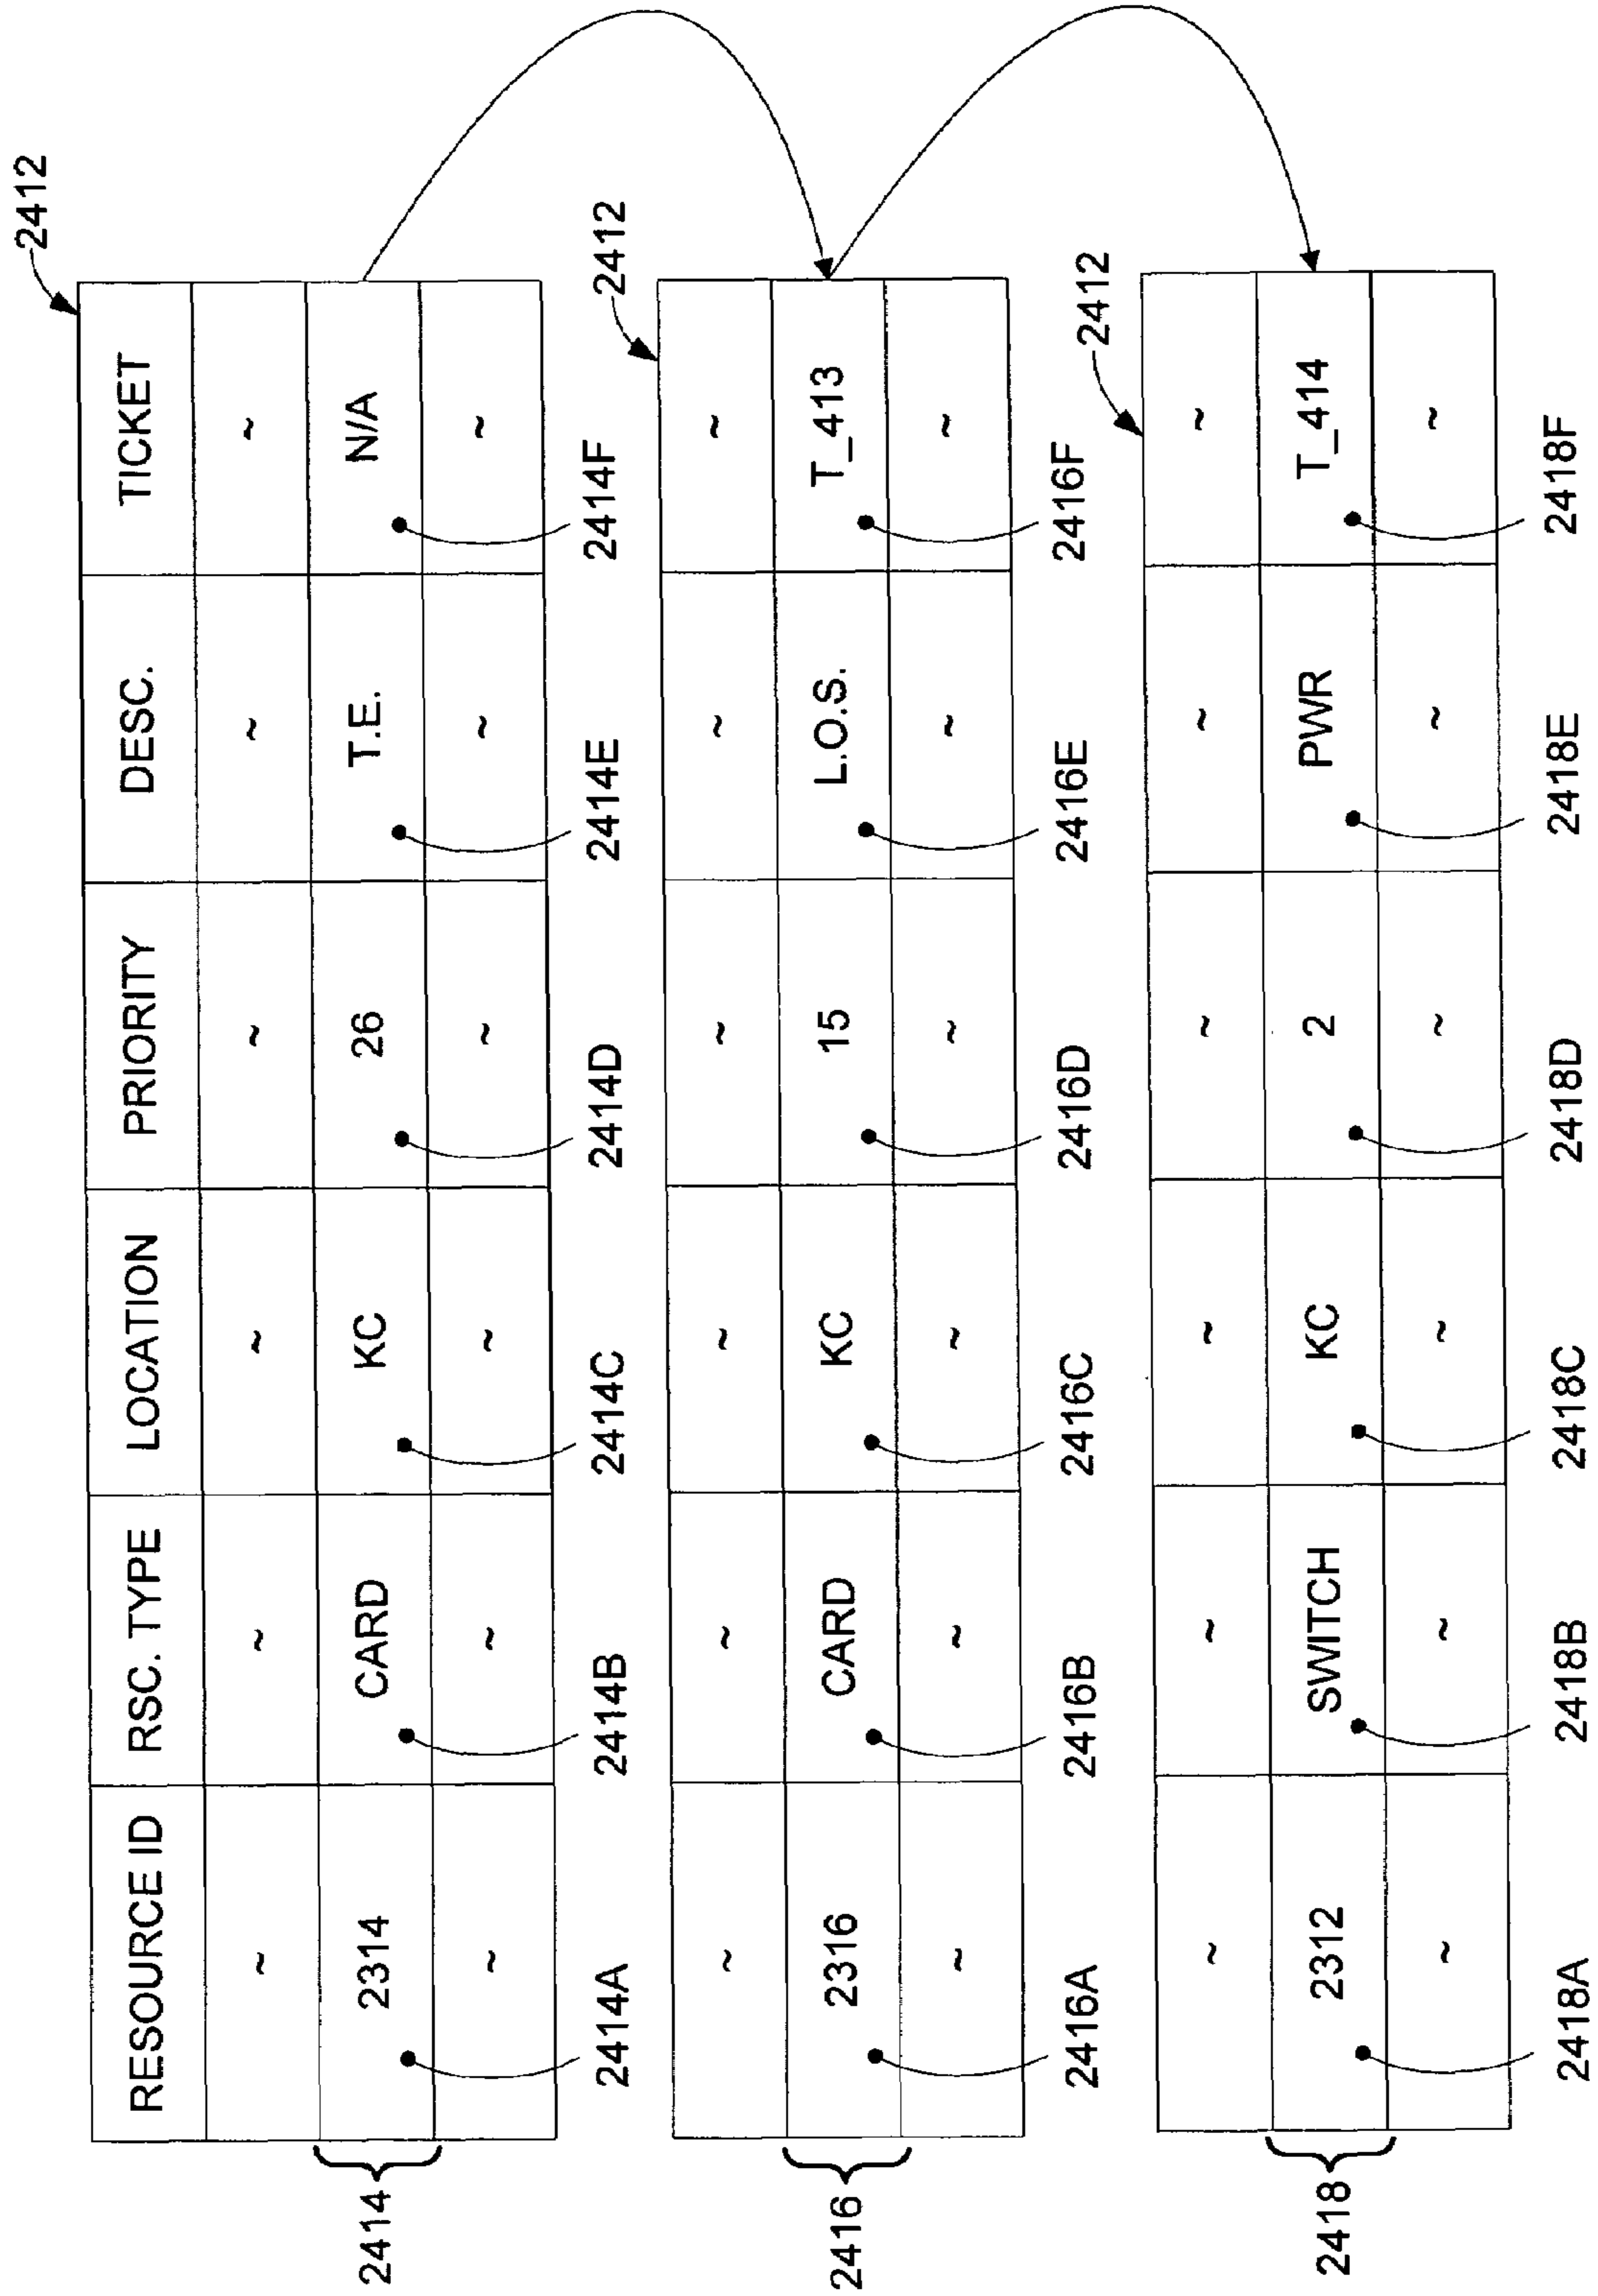 2412
RESOURCE ID RSC. TYPE LOCATION PRIORITY DESC. TICKET
~ ~ ~ ~ ~ ~
2414 2314 CARD KC 26 T.E. N/A
~ ~ ~ ~ ~ ~
2414A 2414B 2414C 2414D 2414E 2414F
2412
~ ~ ~ ~ ~ ~
2416 2316 CARD KC 15 L.O.S. T_413
~ ~ ~ ~ ~ ~
2416A 2416B 2416C 2416D 2416E 2416F
2412
~ ~ ~ ~ ~ ~
2418 2312 SWITCH KC 2 PWR T_414
~ ~ ~ ~ ~ ~
2418A 2418B 2418C 2418D 2418E 2418F